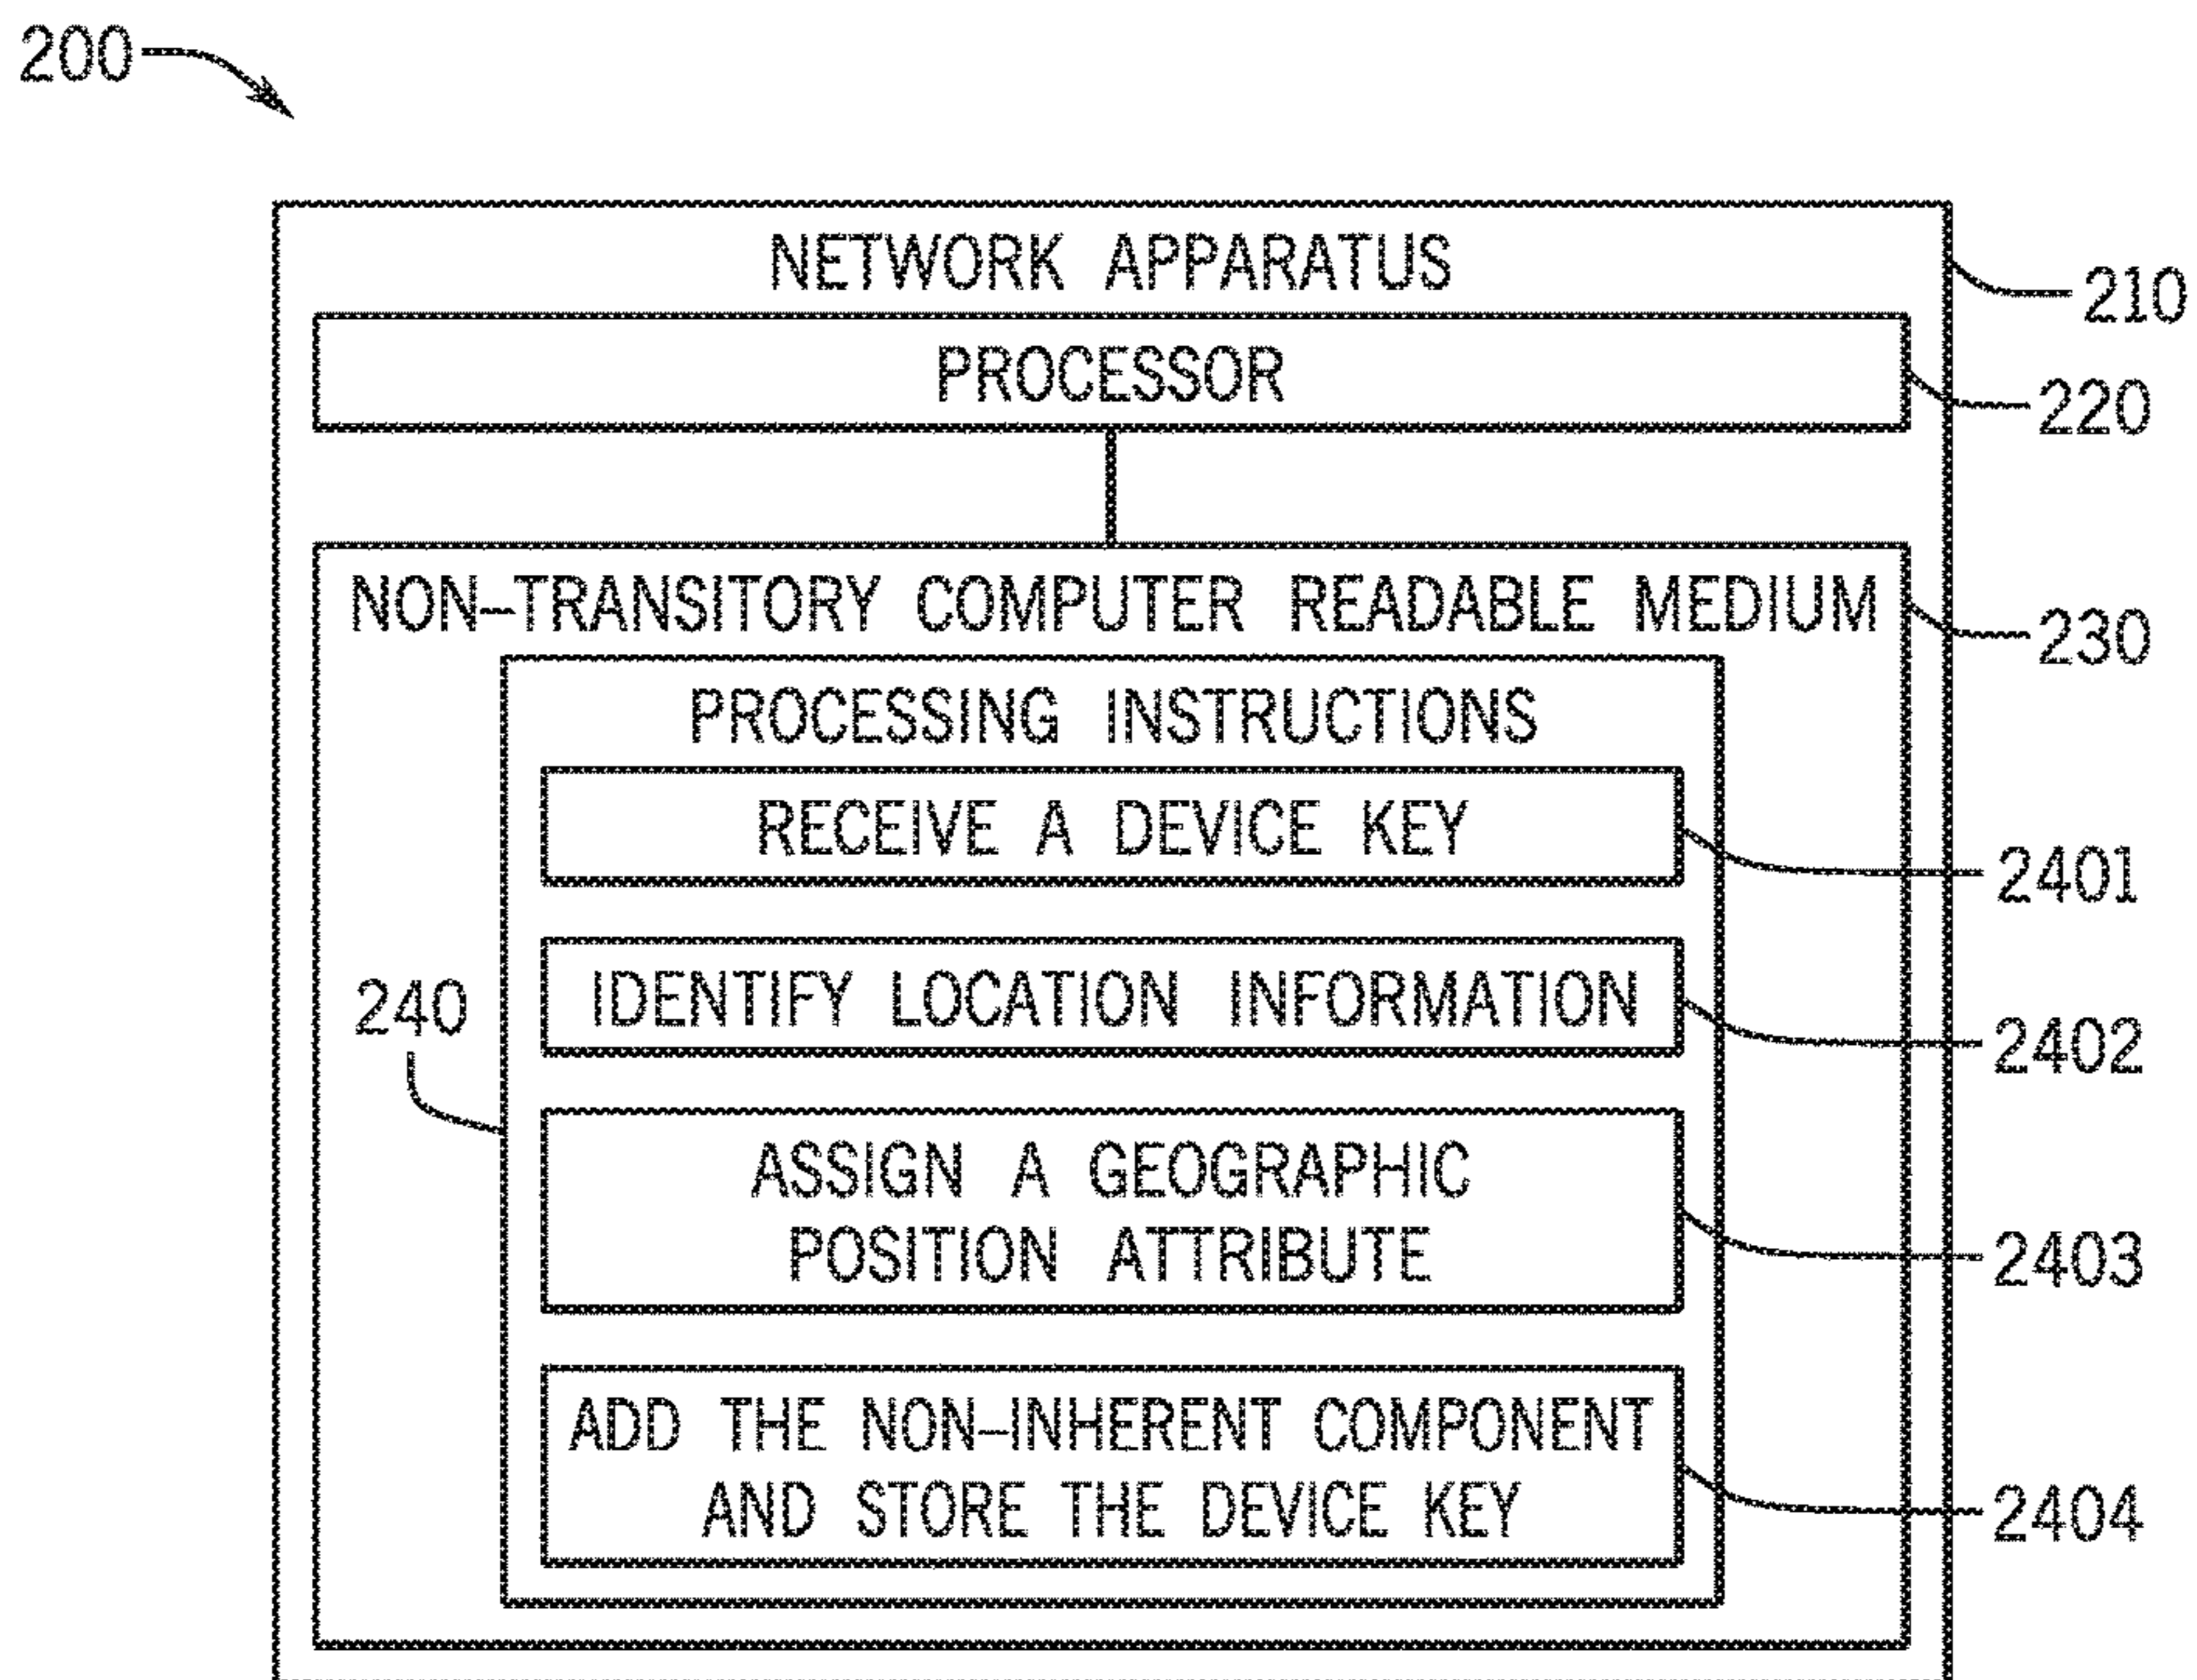 200
NETWORK APPARATUS
210
PROCESSOR
220
NON-TRANSITORY COMPUTER READABLE MEDIUM
230
PROCESSING INSTRUCTIONS
RECEIVE A DEVICE KEY
2401
IDENTIFY LOCATION INFORMATION
240
2402
ASSIGN A GEOGRAPHIC
POSITION ATTRIBUTE
2403
ADD THE NON-INHERENT COMPONENT
AND STORE THE DEVICE KEY
2404